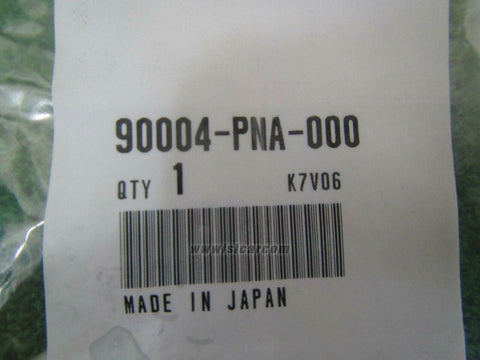 90004-PNA-000
QTY 1 K7V06
www.sicar.com
MADE IN JAPAN